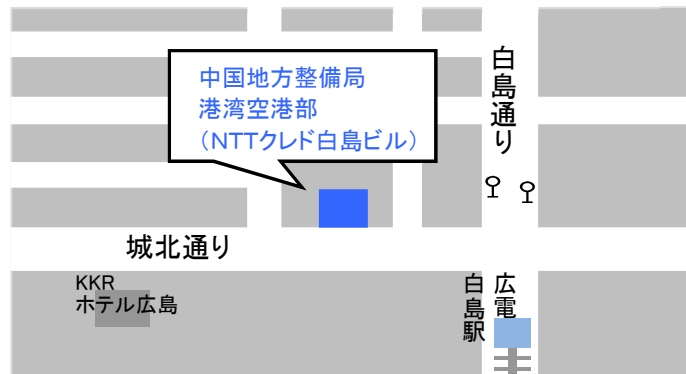 中国地方整備局
港湾空港部
（NTTクレド白島ビル）
白島通り
城北通り
KKR
ホテル広島
広電
白島駅